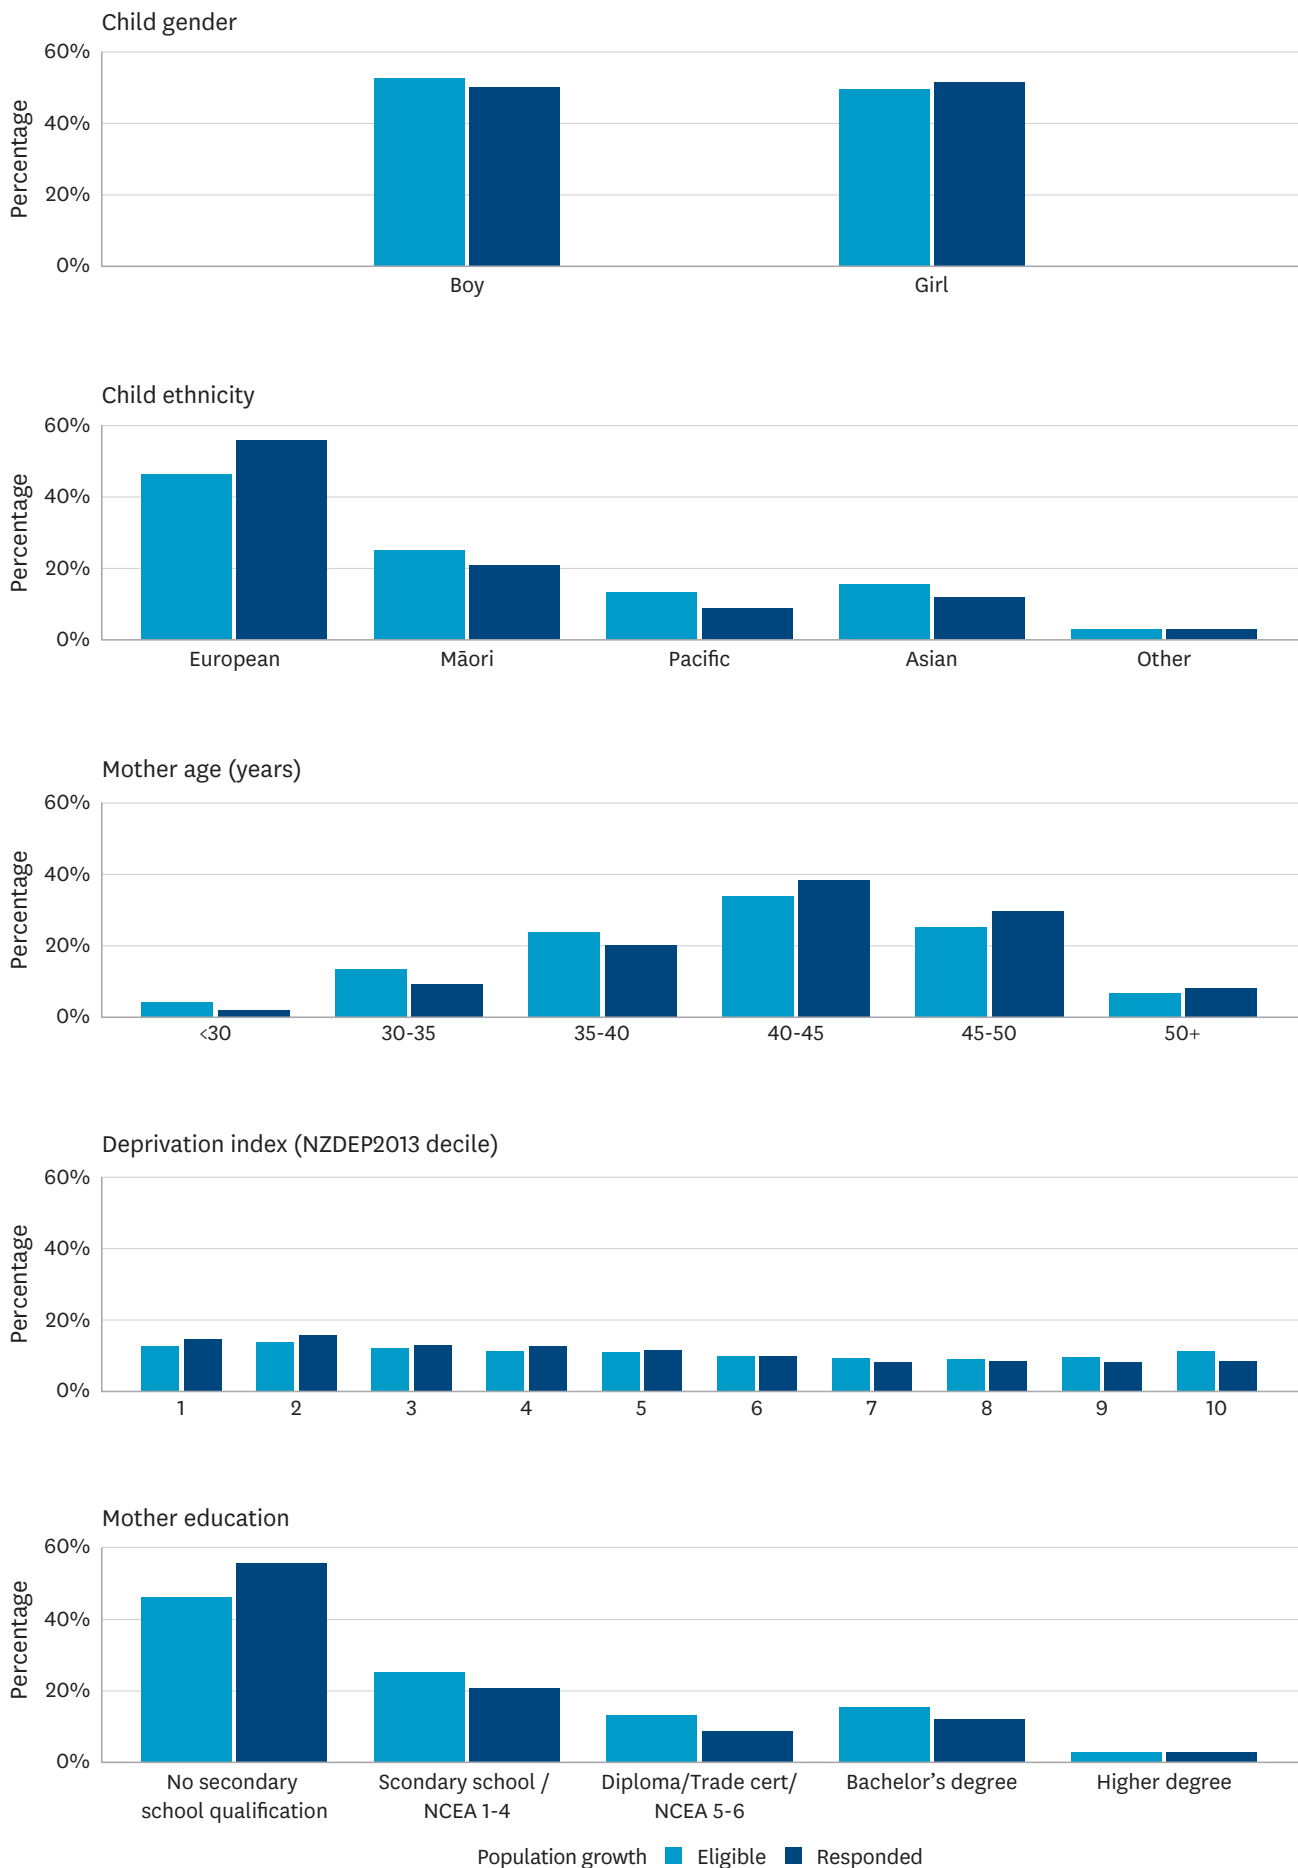 Child gender
Percentage
60%
40%
20%
0%
Boy
Girl
Child ethnicity
Percentage
60%
40%
20%
0%
European
Māori
Pacific
Asian
Other
Mother age (years)
Percentage
60%
40%
20%
0%
<30
30-35
35-40
40-45
45-50
50+
Deprivation index (NZDEP2013 decile)
Percentage
60%
40%
20%
0%
1
2
3
4
5
6
7
8
9
10
Mother education
Percentage
60%
40%
20%
0%
No secondary
school qualification
Scondary school /
NCEA 1-4
Diploma/Trade cert/
NCEA 5-6
Bachelor’s degree
Higher degree
Population growth Eligible Responded